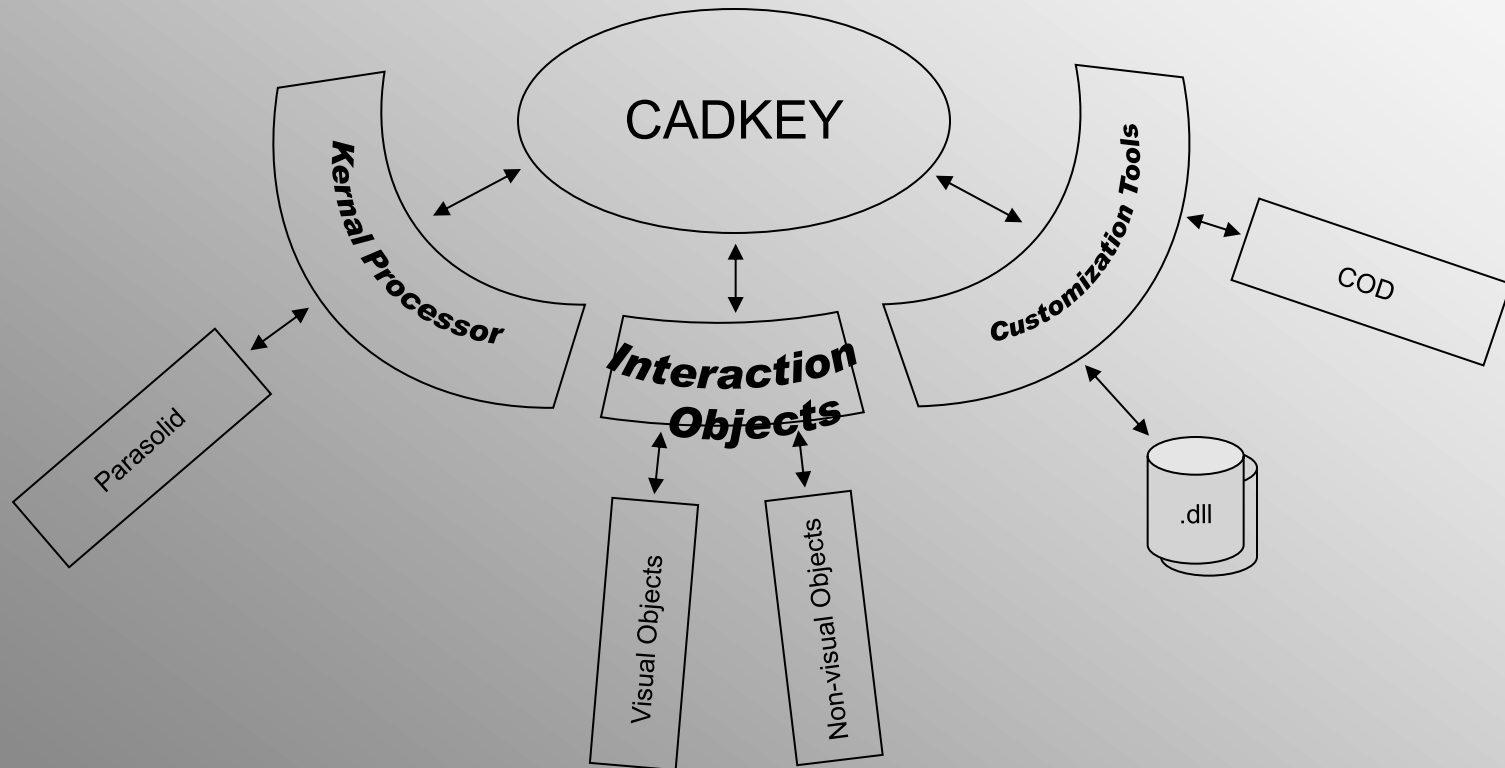 CADKEY
Kernal Processor
Customization Tools
Interaction
Objects
COD
Parasolid
.dll
Visual Objects
Non-visual Objects